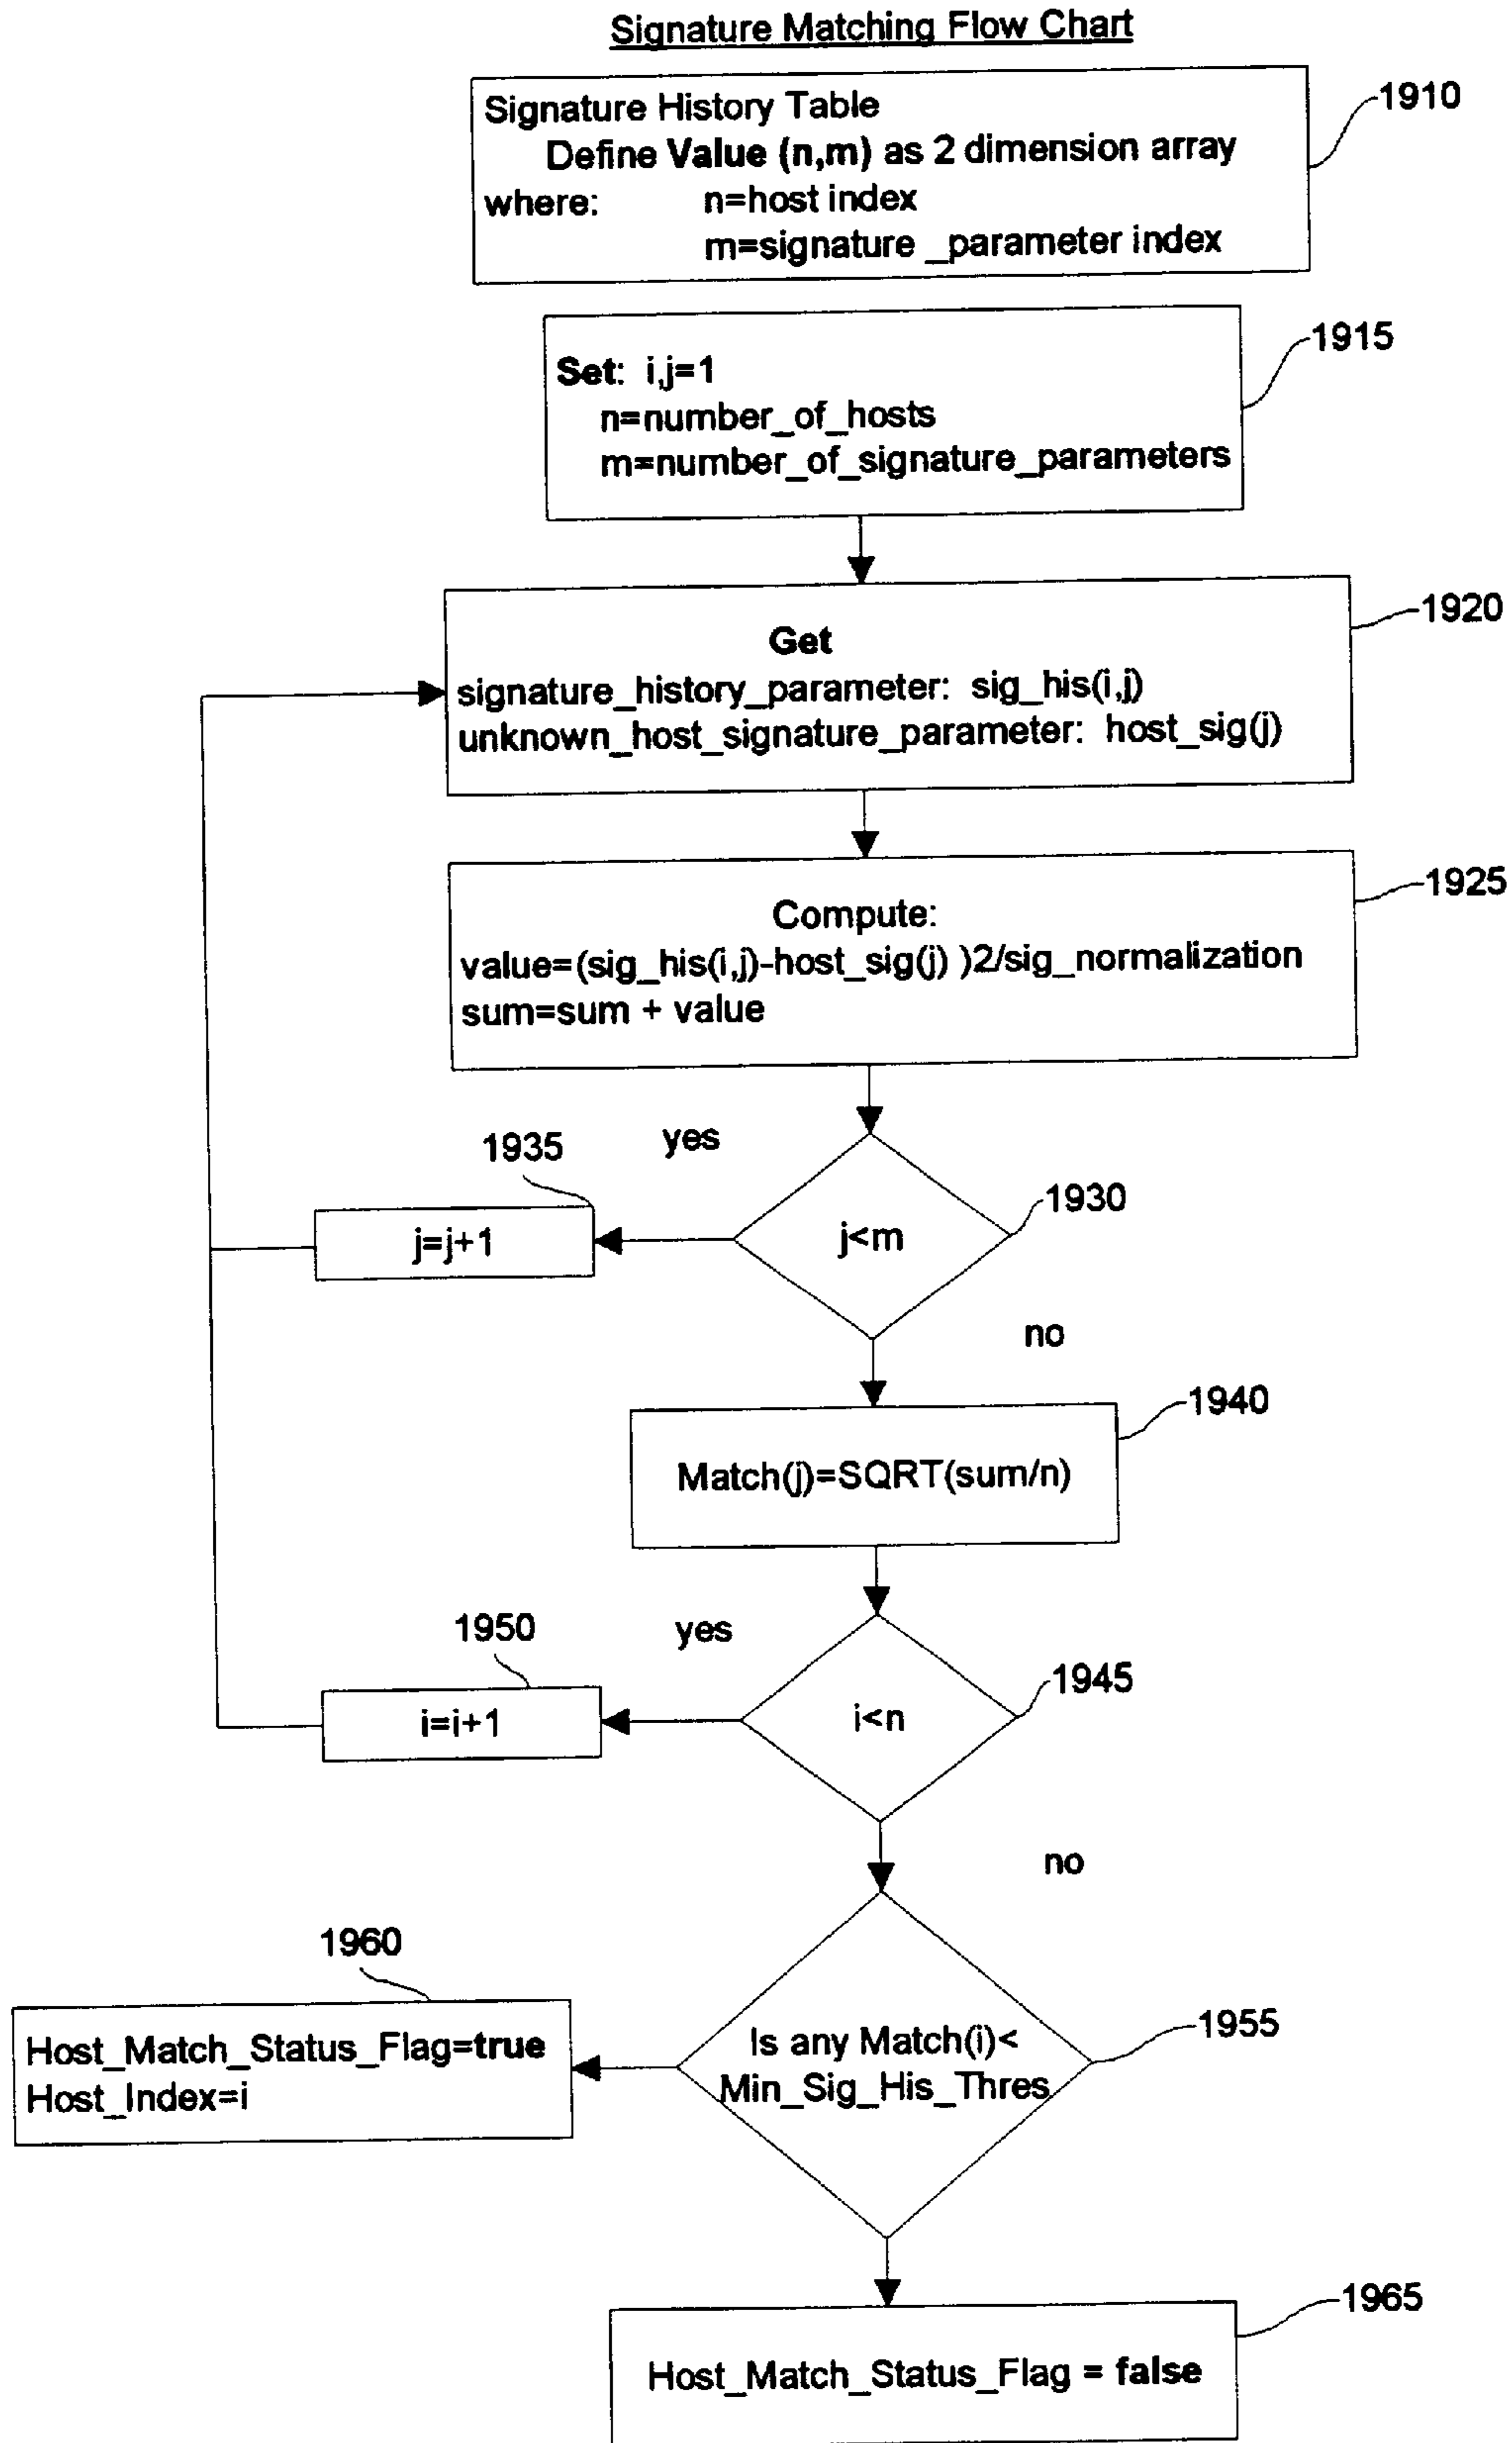 Signature Matching Flow Chart
Signature History Table
Define Value (n,m) as 2 dimension array
where: n=host index
m=signature _parameter index
1910
Set: i,j=1
n=number_of_hosts
m=number_of_signature_parameters
1915
Get
signature_history_parameter: sig_his(i,j)
unknown_host_signature_parameter: host_sig(j)
1920
Compute:
value=(sig_his(i,j)-host_sig(j) )2/sig_normalization
sum=sum + value
1925
1935
yes
j=j+1
j<m
1930
no
1940
Match(j)=SQRT(sum/n)
1950
yes
i=i+1
i<n
1945
no
1960
Host_Match_Status_Flag=true
Host_Index=i
Is any Match(i)<
Min_Sig_His_Thres
1955
1965
Host_Match_Status_Flag = false